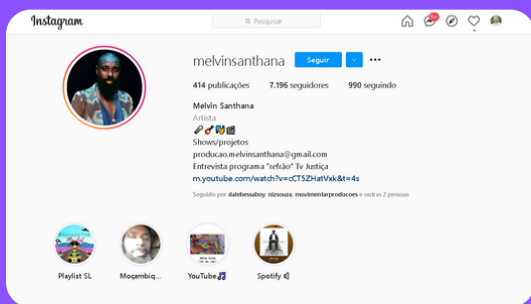 Instagram
Pesquisar
melvinsanthana Seguir
414 publicações 7.196 seguidores 990 seguindo
Melvin Santhana
Artista
Shows/projetos
producao.melvinsanthana@gmail.com
Entrevista programa "refrão" Tv Justiça
m.youtube.com/watch?v=cCT5ZHatVxk&t=4s
Seguido por dalebessaboy, nizsouza, movimentarproducoes e outras 2 pessoas
Playlist SL Moçambiq... YouTube Spotify